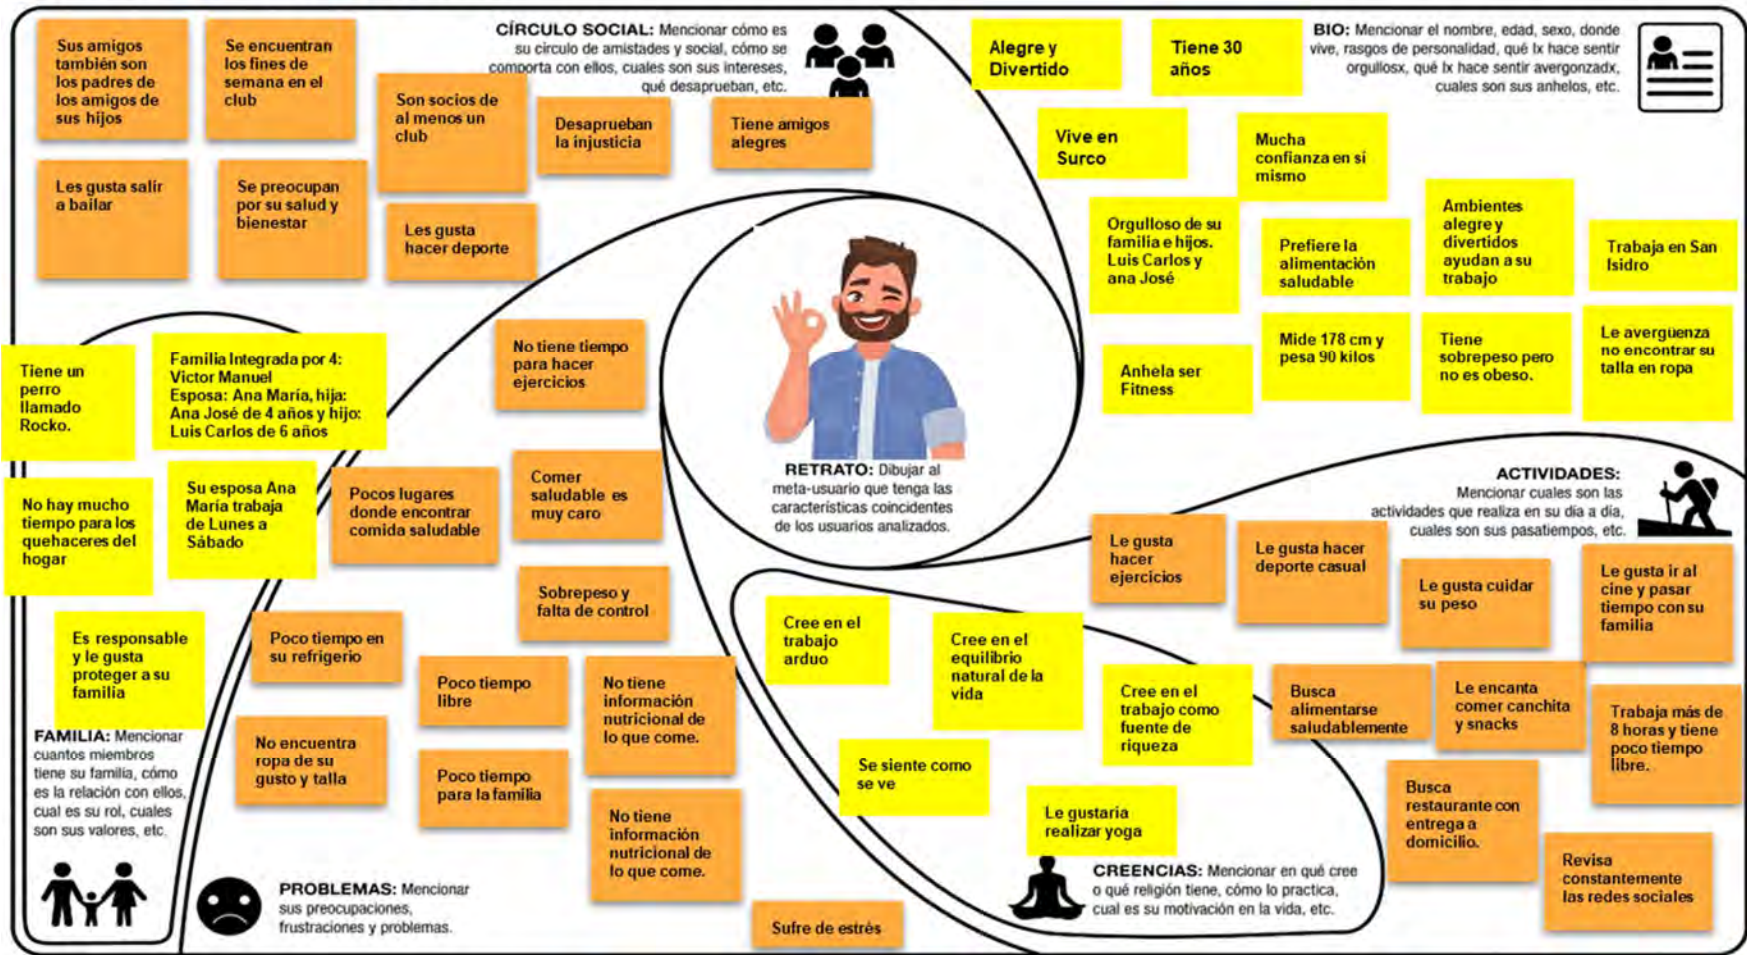 Sus amigos
también son
los padres de
los amigos de
sus hijos
Se encuentran
los fines de
semana en el
club
CÍRCULO SOCIAL: Mencionar cómo es
su círculo de amistades y social, cómo se
comporta con ellos, cuales son sus intereses,
qué desaprueban, etc.
Son socios de
al menos un
club
Desaprueban
la injusticia
Tiene amigos
alegres
Les gusta salir
a bailar
Se preocupan
por su salud y
bienestar
Les gusta
hacer deporte
Alegre y
Divertido
Tiene 30
años
BIO: Mencionar el nombre, edad, sexo, donde
vive, rasgos de personalidad, qué lx hace sentir
orgullosx, qué lx hace sentir avergonzadx,
cuales son sus anhelos, etc.
Vive en
Surco
Mucha
confianza en sí
mismo
Orgulloso de su
familia e hijos.
Luis Carlos y
ana José
Prefiere la
alimentación
saludable
Ambientes
alegre y
divertidos
ayudan a su
trabajo
Trabaja en San
Isidro
Anhela ser
Fitness
Mide 178 cm y
pesa 90 kilos
Tiene
sobrepeso pero
no es obeso.
Le avergüenza
no encontrar su
talla en ropa
RETRATO: Dibujar al
meta-usuario que tenga las
características coincidentes
de los usuarios analizados.
Tiene un
perro
llamado
Rocko.
Familia Integrada por 4:
Victor Manuel
Esposa: Ana María, hija:
Ana José de 4 años y hijo:
Luis Carlos de 6 años
No hay mucho
tiempo para los
quehaceres del
hogar
Su esposa Ana
María trabaja
de Lunes a
Sábado
Es responsable
y le gusta
proteger a su
familia
FAMILIA: Mencionar
cuantos miembros
tiene su familia, cómo
es la relación con ellos,
cual es su rol, cuales
son sus valores, etc.
No tiene tiempo
para hacer
ejercicios
Pocos lugares
donde encontrar
comida saludable
Comer
saludable es
muy caro
Sobrepeso y
falta de control
Poco tiempo en
su refrigerio
Poco tiempo
libre
No tiene
información
nutricional de
lo que come.
No encuentra
ropa de su
gusto y talla
Poco tiempo
para la familia
No tiene
información
nutricional de
lo que come.
Sufre de estrés
PROBLEMAS: Mencionar
sus preocupaciones,
frustraciones y problemas.
Cree en el
trabajo
arduo
Cree en el
equilibrio
natural de la
vida
Cree en el
trabajo como
fuente de
riqueza
Se siente como
se ve
Le gustaría
realizar yoga
CREENCIAS: Mencionar en qué cree
o qué religión tiene, cómo lo practica,
cual es su motivación en la vida, etc.
ACTIVIDADES:
Mencionar cuales son las
actividades que realiza en su día a día,
cuales son sus pasatiempos, etc.
Le gusta
hacer
ejercicios
Le gusta hacer
deporte casual
Le gusta cuidar
su peso
Le gusta ir al
cine y pasar
tiempo con su
familia
Busca
alimentarse
saludablemente
Le encanta
comer canchita
y snacks
Trabaja más de
8 horas y tiene
poco tiempo
libre.
Busca
restaurante con
entrega a
domicilio.
Revisa
constantemente
las redes sociales